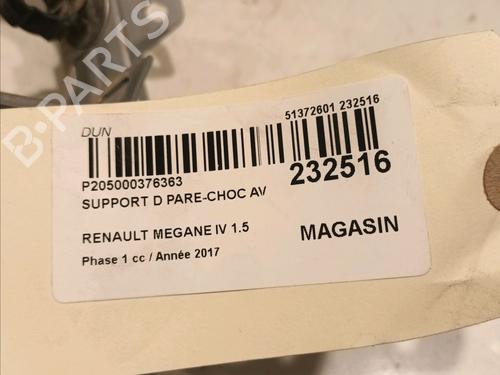 B-PARTS
DUN
51372601 232516
P205000376363
232516
SUPPORT D PARE-CHOC AV
RENAULT MEGANE IV 1.5
MAGASIN
Phase 1 cc / Année 2017